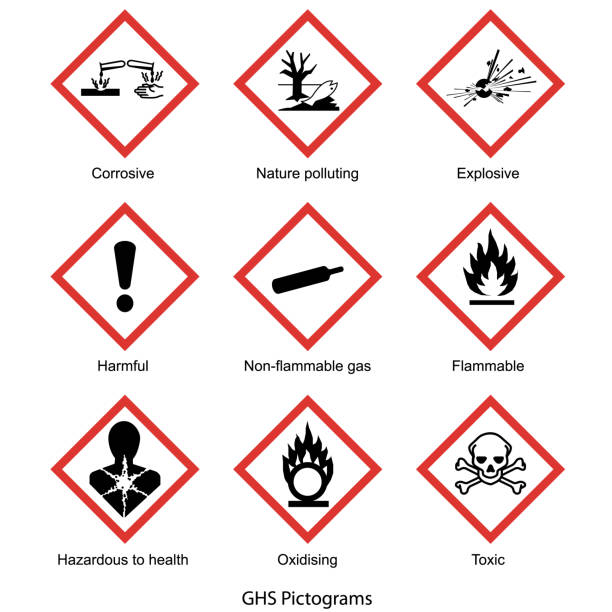 Corrosive
Nature polluting
Explosive
Harmful
Non-flammable gas
Flammable
Hazardous to health
Oxidising
Toxic
GHS Pictograms